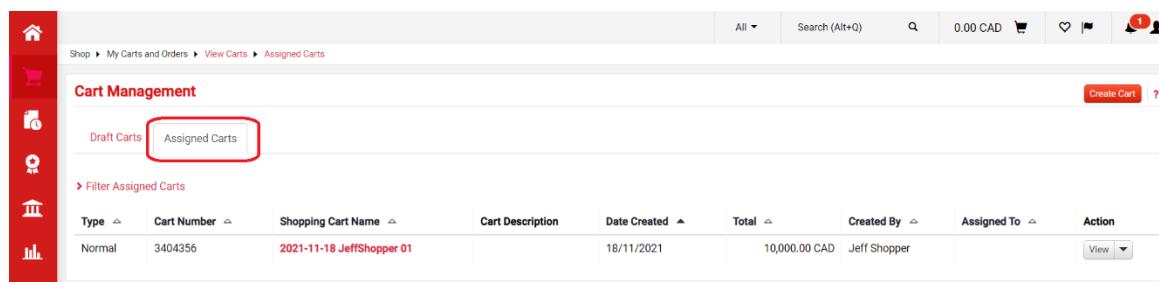 All Search (Alt+Q) 0.00 CAD 1
Shop My Carts and Orders View Carts Assigned Carts
Cart Management Create Cart ?
Draft Carts Assigned Carts
Filter Assigned Carts
Type Cart Number Shopping Cart Name Cart Description Date Created Total Created By Assigned To Action
Normal 3404356 2021-11-18 JeffShopper 01 18/11/2021 10,000.00 CAD Jeff Shopper View